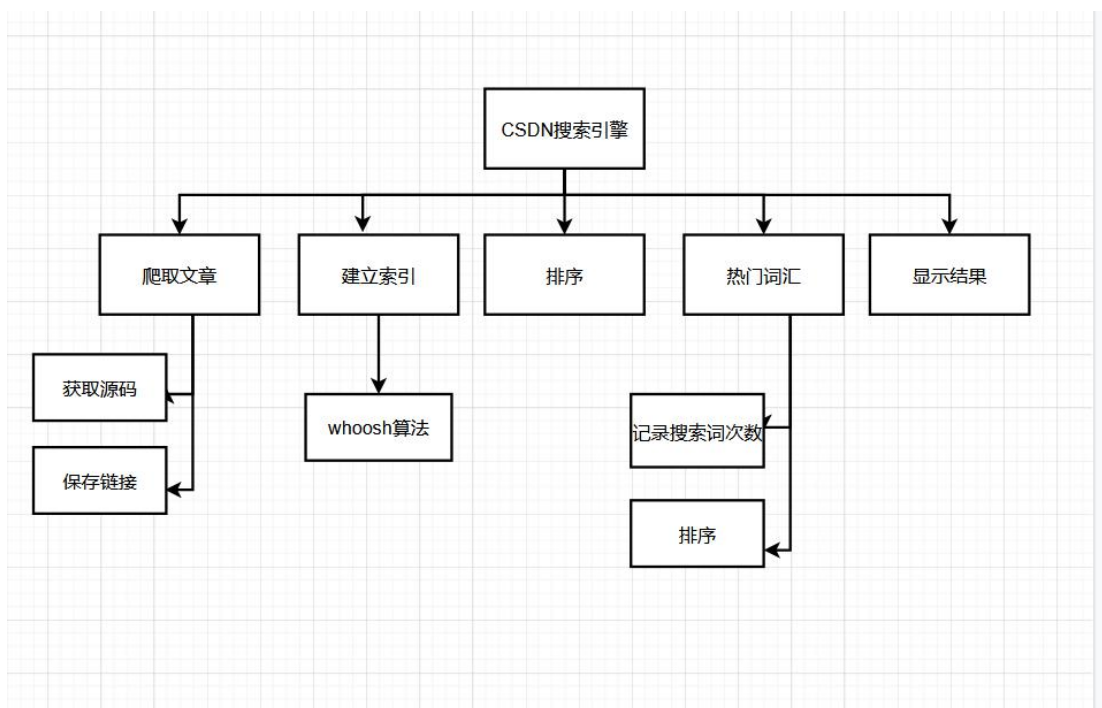 CSDN搜索引擎
爬取文章
建立索引
排序
热门词汇
显示结果
获取源码
保存链接
whoosh算法
记录搜索词次数
排序